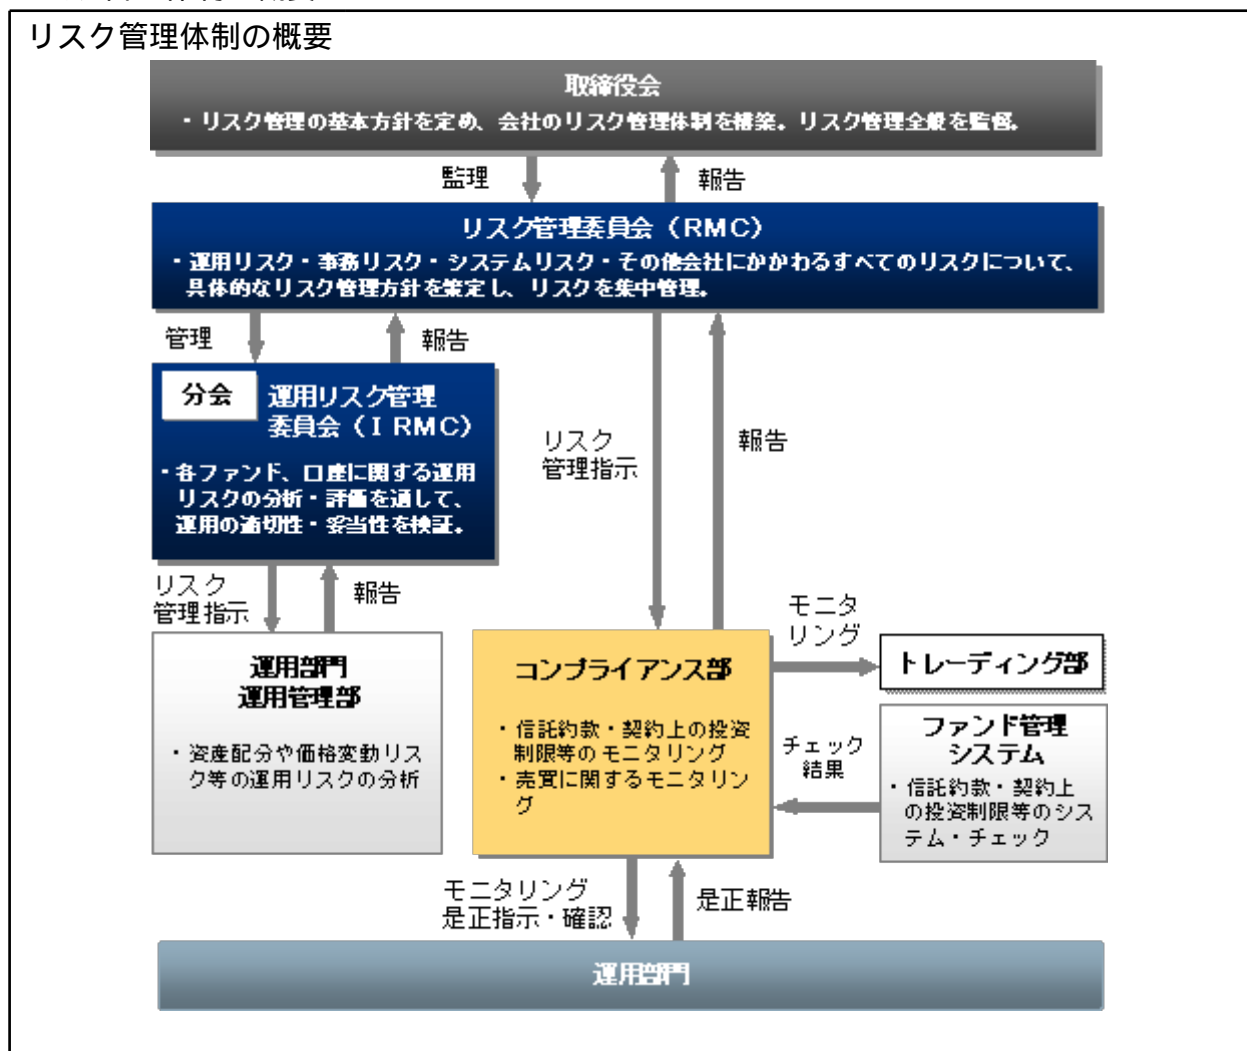 リスク管理体制の概要
取締役会
・リスク管理の基本方針を定め、会社のリスク管理体制を構築。リスク管理全般を監督。
監理
報告
リスク管理委員会(RMC)
・運用リスク・事務リスク・システムリスク・その他会社にかかわるすべてのリスクについて、
具体的なリスク管理方針を策定し、リスクを集中管理。
管理
報告
分会
運用リスク管理
委員会(IRMC)
・各ファンド、口座に関する運用
リスクの分析・評価を通して、
運用の適切性・妥当性を検証。
リスク
管理指示
報告
リスク
管理指示
報告
運用部門
運用管理部
・資産配分や価格変動リス
ク等の運用リスクの分析
コンプライアンス部
・信託約款・契約上の投資
制限等のモニタリング
・売買に関するモニタリン
グ
モニタ
リング
トレーディング部
チェック
結果
ファンド管理
システム
・信託約款・契約上
の投資制限等のシス
テム・チェック
モニタリング
是正指示・確認
是正報告
運用部門